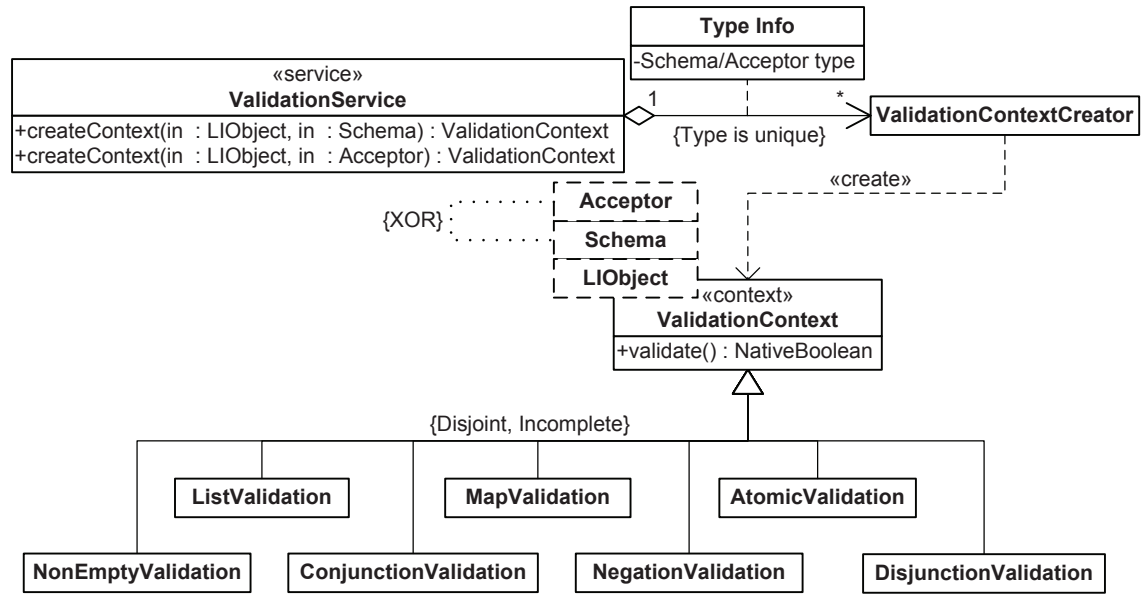 Type Info
-Schema/Acceptor type
«service»
ValidationService
+createContext(in : LIObject, in : Schema) : ValidationContext
+createContext(in : LIObject, in : Acceptor) : ValidationContext
1
*
{Type is unique}
ValidationContextCreator
«create»
{XOR}
Acceptor
Schema
LIObject
«context»
ValidationContext
+validate() : NativeBoolean
{Disjoint, Incomplete}
ListValidation
MapValidation
AtomicValidation
NonEmptyValidation
ConjunctionValidation
NegationValidation
DisjunctionValidation